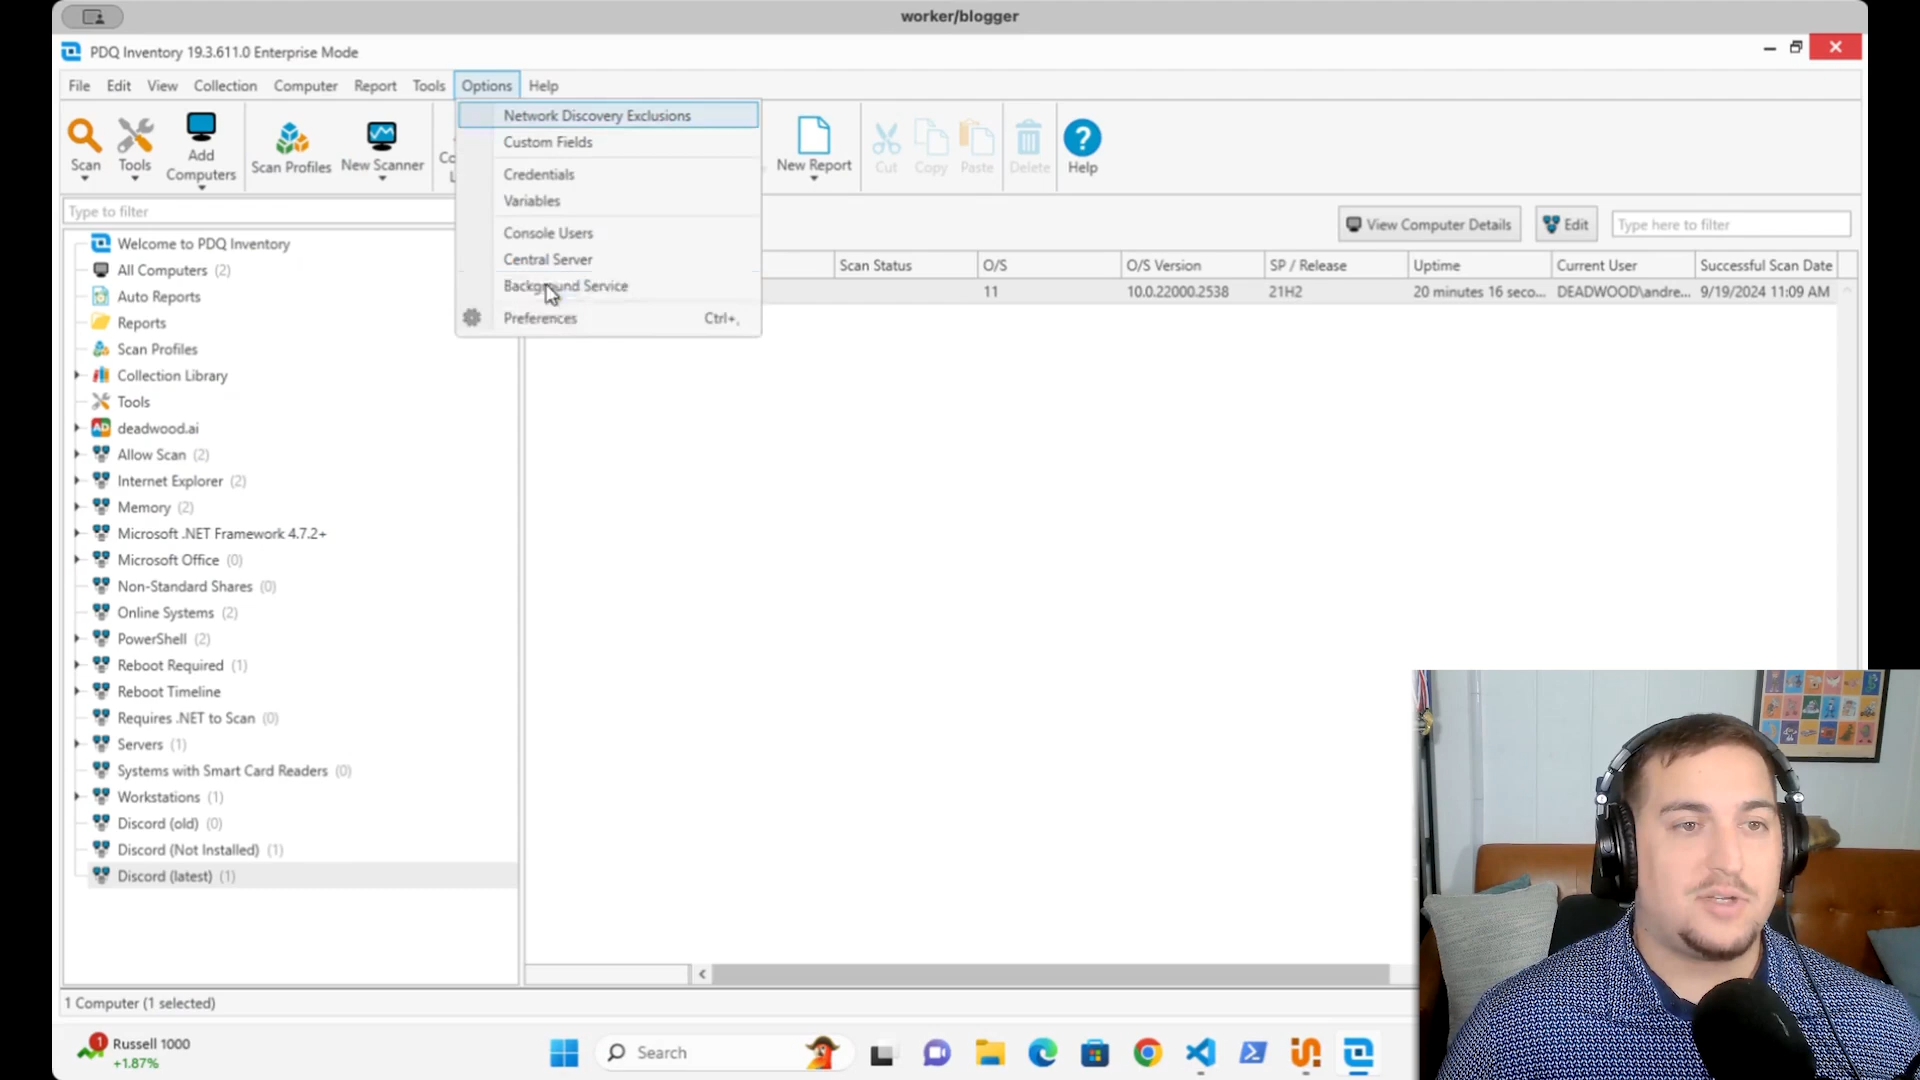 worker/blogger
PDQ Inventory 19.3.611.0 Enterprise Mode
File Edit View Collection Computer Report Tools Options Help
Network Discovery Exclusions
Custom Fields
Credentials
Variables
Console Users
Central Server
Background Service
Preferences Ctrl+,
Scan
Tools
Add
Computers
Scan Profiles
New Scanner
New Report
Cut
Copy
Paste
Delete
Help
Type to filter
View Computer Details
Edit
Type here to filter
Scan Status O/S O/S Version SP / Release Uptime Current User Successful Scan Date
11 10.0.22000.2538 21H2 20 minutes 16 seco... DEADWOOD\andre... 9/19/2024 11:09 AM
Welcome to PDQ Inventory
All Computers (2)
Auto Reports
Reports
Scan Profiles
Collection Library
Tools
deadwood.ai
Allow Scan (2)
Internet Explorer (2)
Memory (2)
Microsoft .NET Framework 4.7.2+
Microsoft Office (0)
Non-Standard Shares (0)
Online Systems (2)
PowerShell (2)
Reboot Required (1)
Reboot Timeline
Requires .NET to Scan (0)
Servers (1)
Systems with Smart Card Readers (0)
Workstations (1)
Discord (old) (0)
Discord (Not Installed) (1)
Discord (latest) (1)
1 Computer (1 selected)
1
Russell 1000
+1.87%
Search